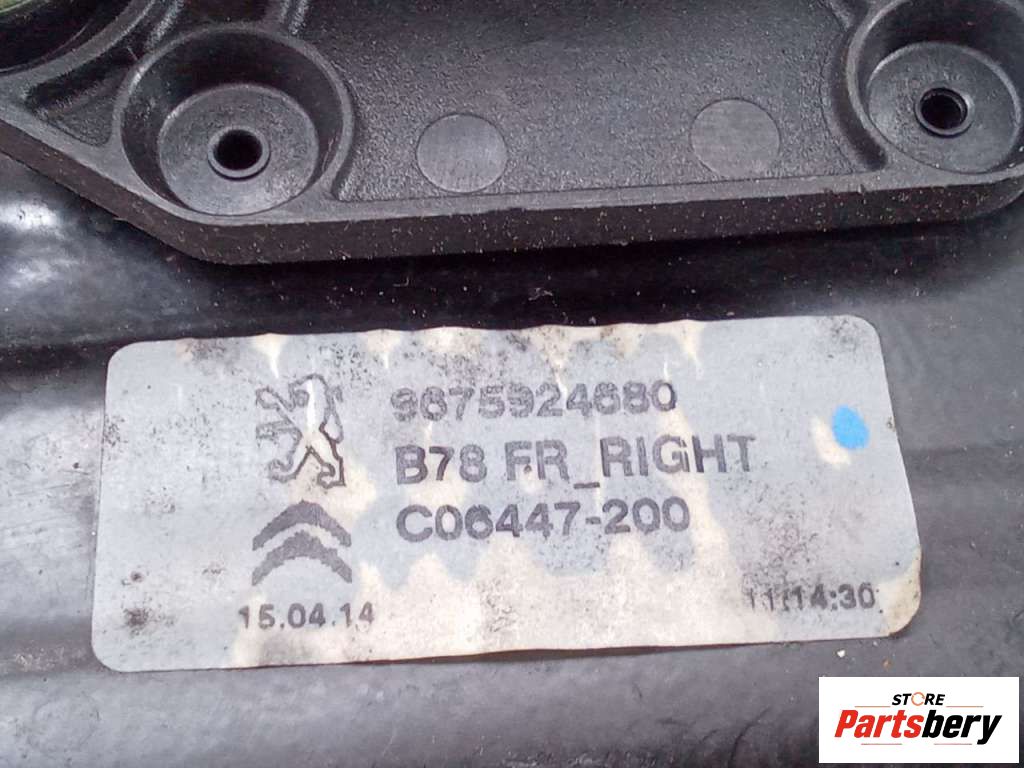 9675924680
B78 FR_RIGHT
C06447-200
15.04.14
11:14:30
STORE
Partsbery